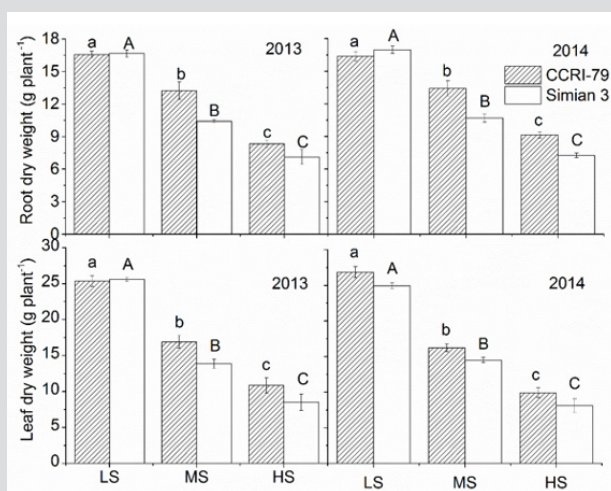 Root dry weight (g plant⁻¹)
18
15
12
9
6
3
0
a A
b
B
c C
2013
a A
b
B
c
C
2014
CCRI-79
Simian 3
Leaf dry weight (g plant⁻¹)
30
25
20
15
10
5
0
a A
b
B
c
C
2013
a
A
b B
c C
2014
LS MS HS LS MS HS